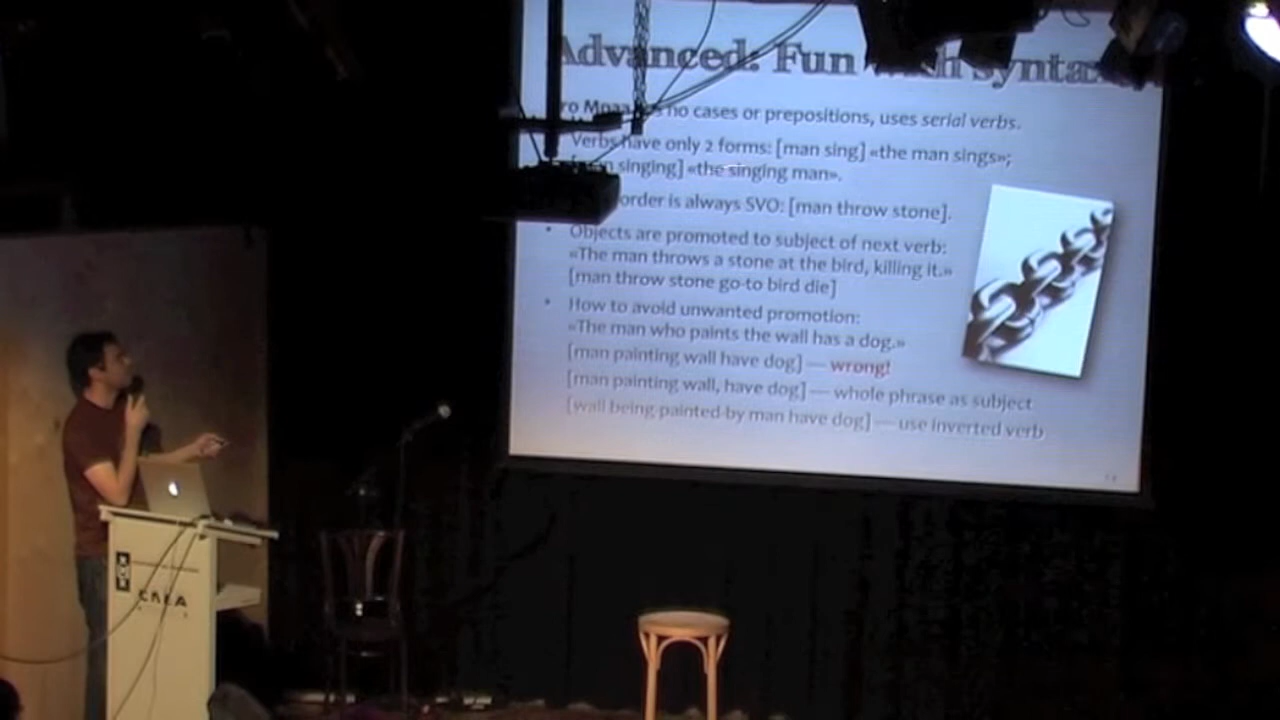 Advanced: Fun with syntax
no cases or prepositions, uses serial verbs.
Verbs have only 2 forms: [man sing] «the man sings»;
singing] «the singing man».
order is always SVO: [man throw stone].
• Objects are promoted to subject of next verb:
«The man throws a stone at the bird, killing it.»
[man throw stone go-to bird die]
• How to avoid unwanted promotion:
«The man who paints the wall has a dog.»
[man painting wall have dog] — wrong!
[man painting wall, have dog] — whole phrase as subject
[wall being painted-by man have dog] — use inverted verb
CREA